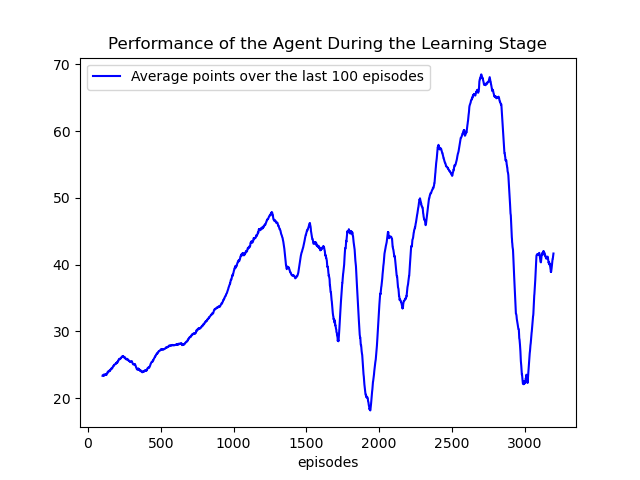 Performance of the Agent During the Learning Stage
Average points over the last 100 episodes
70
60
50
40
30
20
0 500 1000 1500 2000 2500 3000
episodes